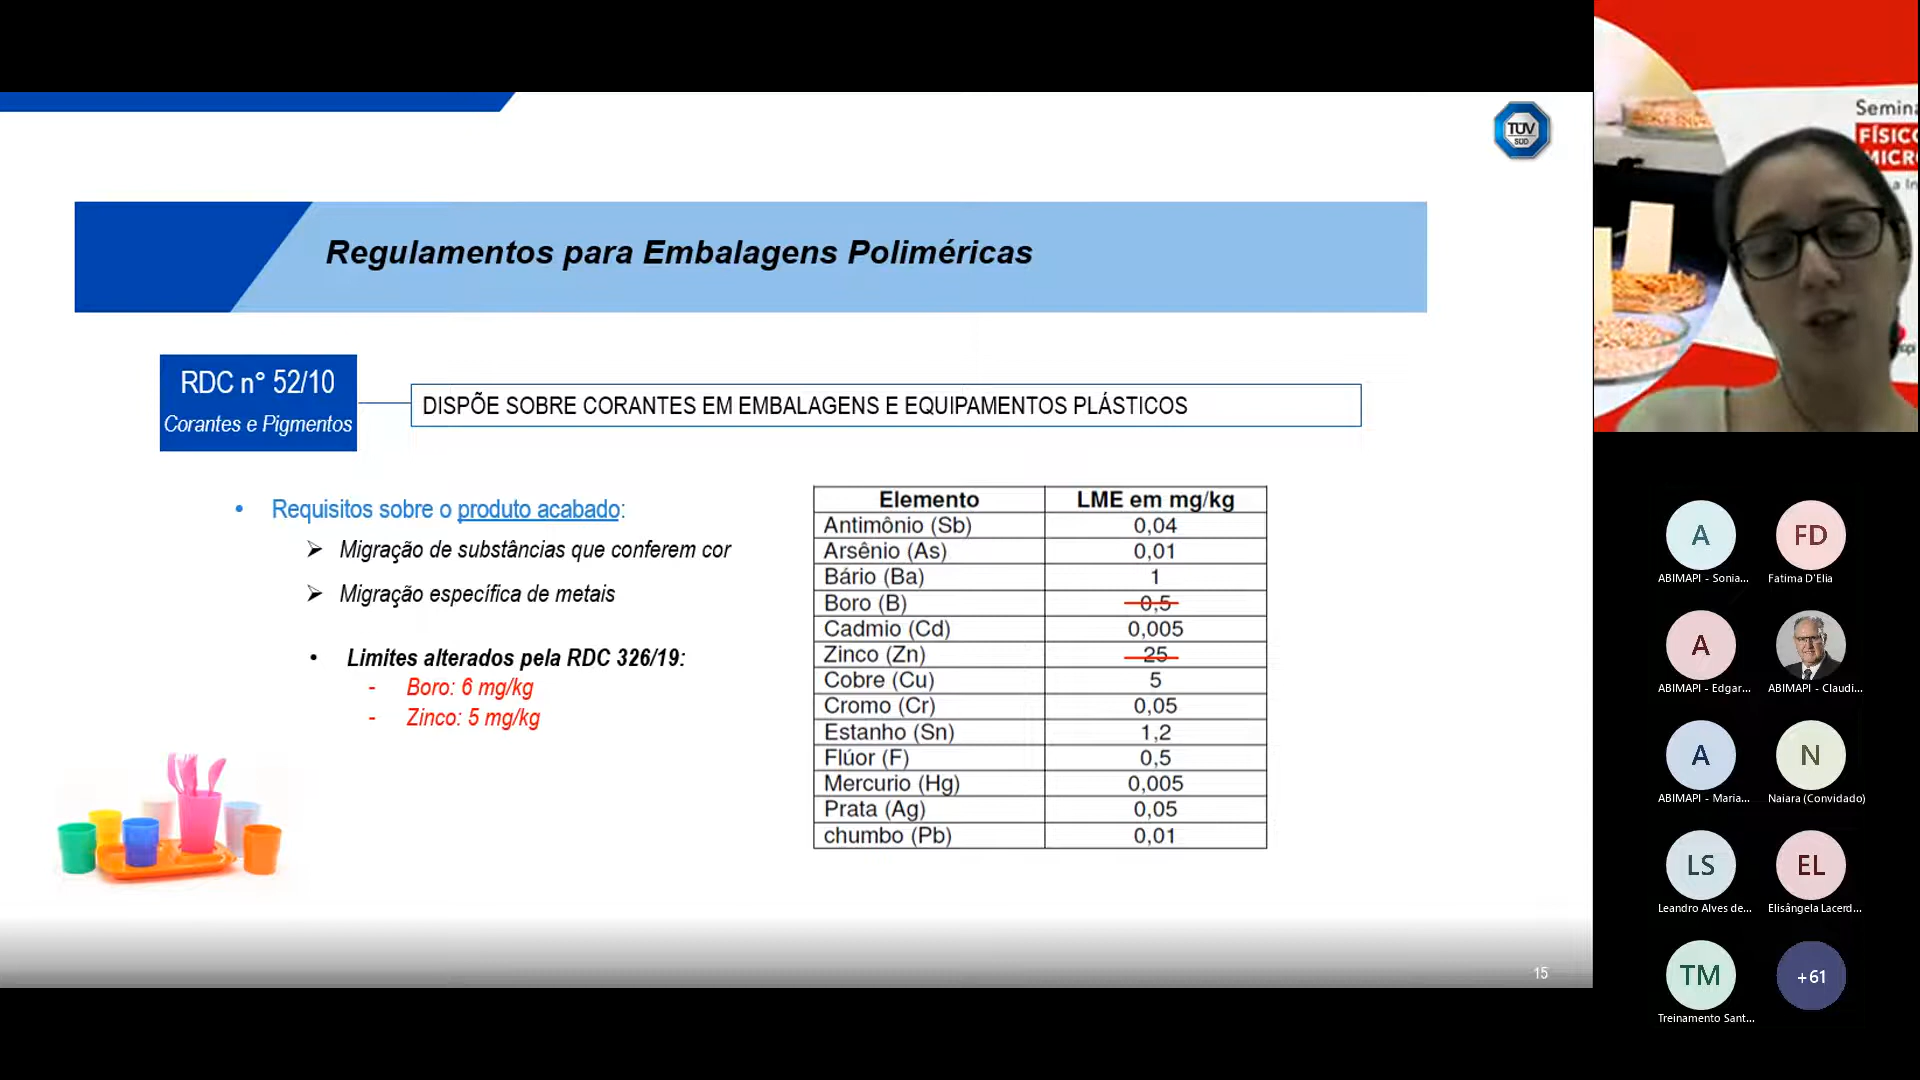 TÜV
SÜD
Regulamentos para Embalagens Poliméricas
RDC n° 52/10
Corantes e Pigmentos
DISPÕE SOBRE CORANTES EM EMBALAGENS E EQUIPAMENTOS PLÁSTICOS
• Requisitos sobre o produto acabado:
➢ Migração de substâncias que conferem cor
➢ Migração específica de metais
• Limites alterados pela RDC 326/19:
- Boro: 6 mg/kg
- Zinco: 5 mg/kg
Elemento LME em mg/kg
Antimônio (Sb) 0,04
Arsênio (As) 0,01
Bário (Ba) 1
Boro (B) 0,5
Cadmio (Cd) 0,005
Zinco (Zn) 25
Cobre (Cu) 5
Cromo (Cr) 0,05
Estanho (Sn) 1,2
Flúor (F) 0,5
Mercurio (Hg) 0,005
Prata (Ag) 0,05
chumbo (Pb) 0,01
15
Semina
FÍSICO
MICR
a In
A FD
ABIMAPI - Sonia... Fatima D'Elia
A
ABIMAPI - Edgar... ABIMAPI - Claudi...
A N
ABIMAPI - Maria... Naiara (Convidado)
LS EL
Leandro Alves de... Elisângela Lacerd...
TM +61
Treinamento Sant...